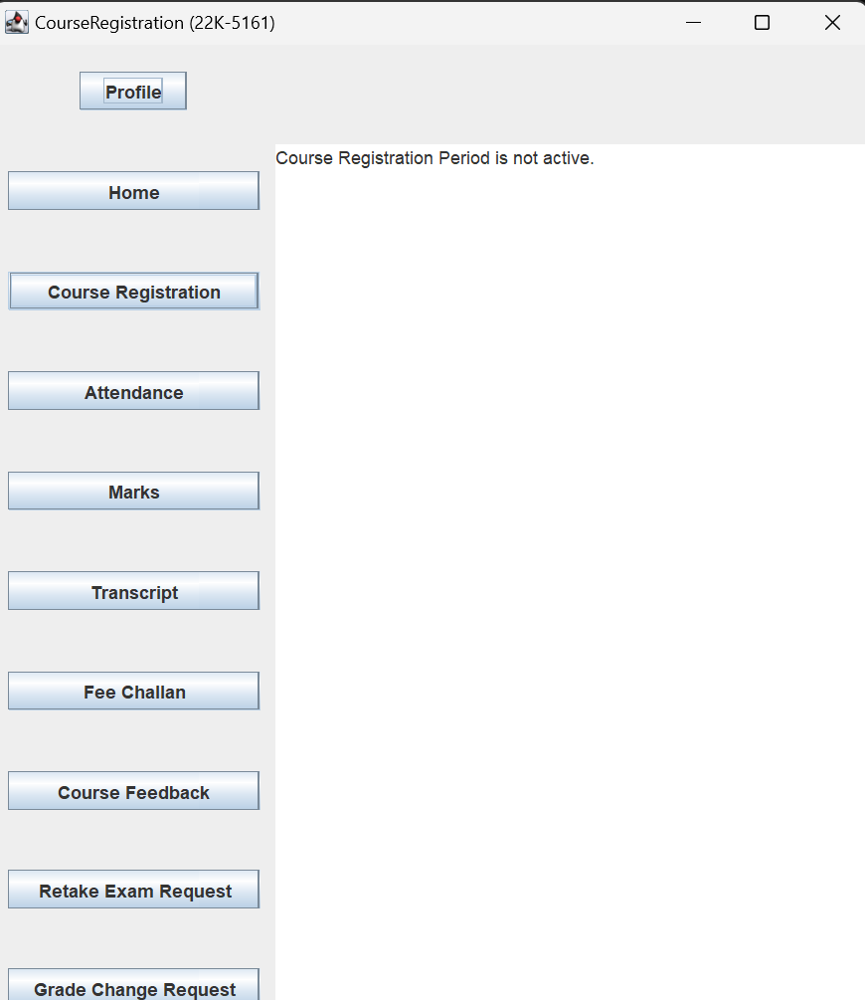 CourseRegistration (22K-5161)
Profile
Course Registration Period is not active.
Home
Course Registration
Attendance
Marks
Transcript
Fee Challan
Course Feedback
Retake Exam Request
Grade Change Request